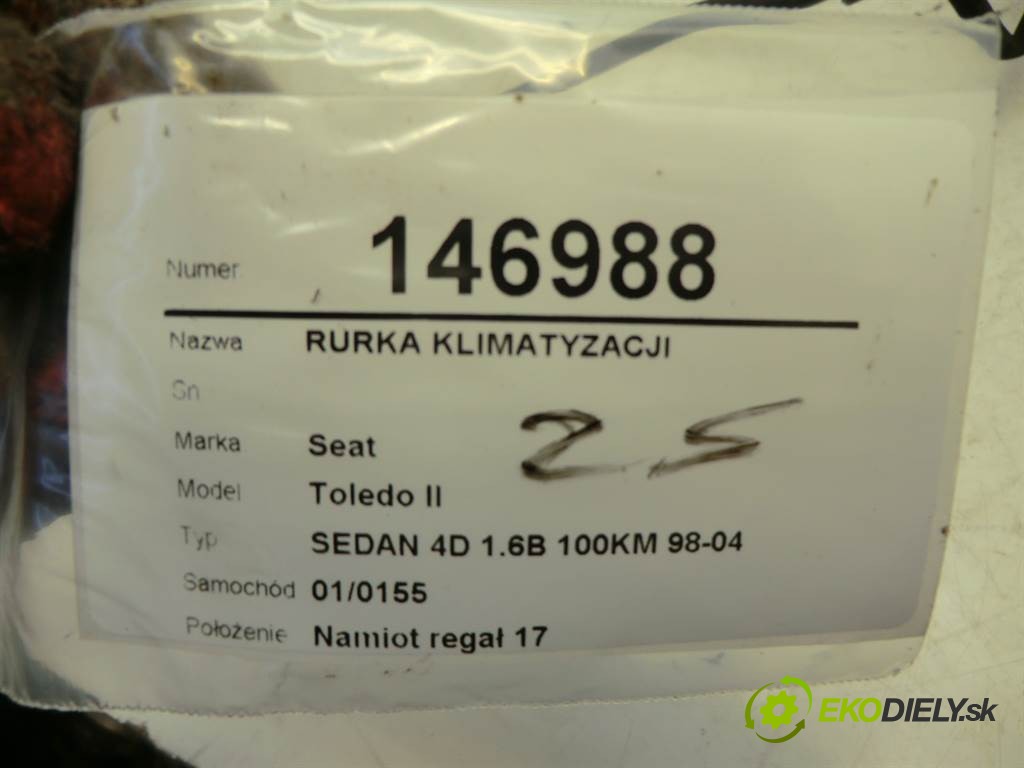 Numer 146988
Nazwa RURKA KLIMATYZACJI
Sn
25
Marka Seat
Model Toledo II
Typ SEDAN 4D 1.6B 100KM 98-04
Samochód 01/0155
Położenie Namiot regał 17
EKODIELY.sk